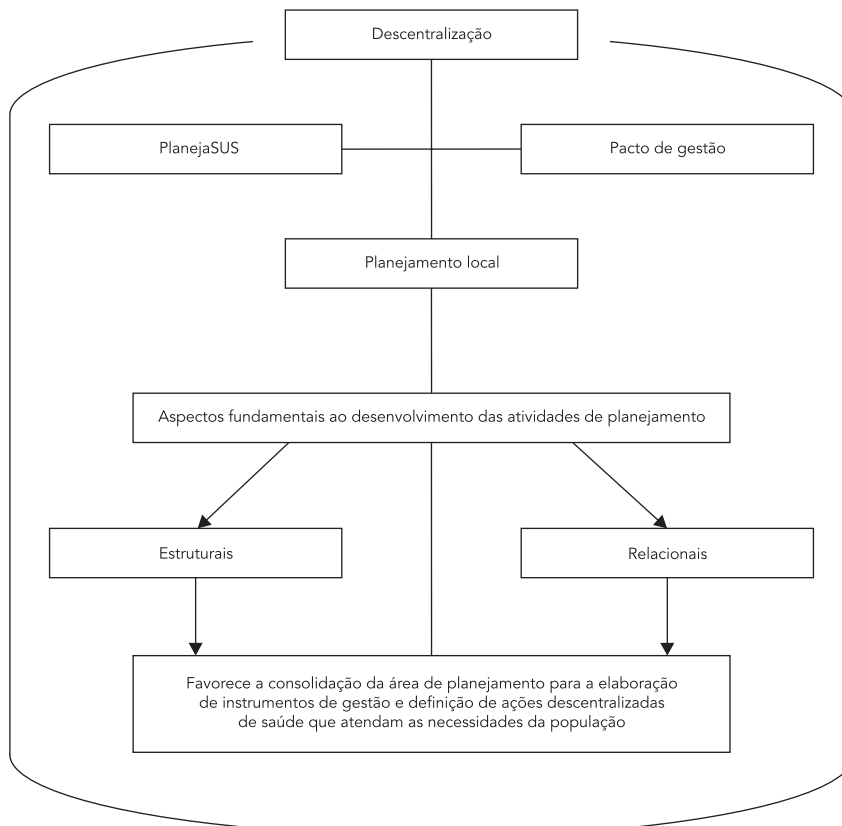 Descentralização
PlanejaSUS
Pacto de gestão
Planejamento local
Aspectos fundamentais ao desenvolvimento das atividades de planejamento
Estruturais
Relacionais
Favorece a consolidação da área de planejamento para a elaboração
de instrumentos de gestão e definição de ações descentralizadas
de saúde que atendam as necessidades da população